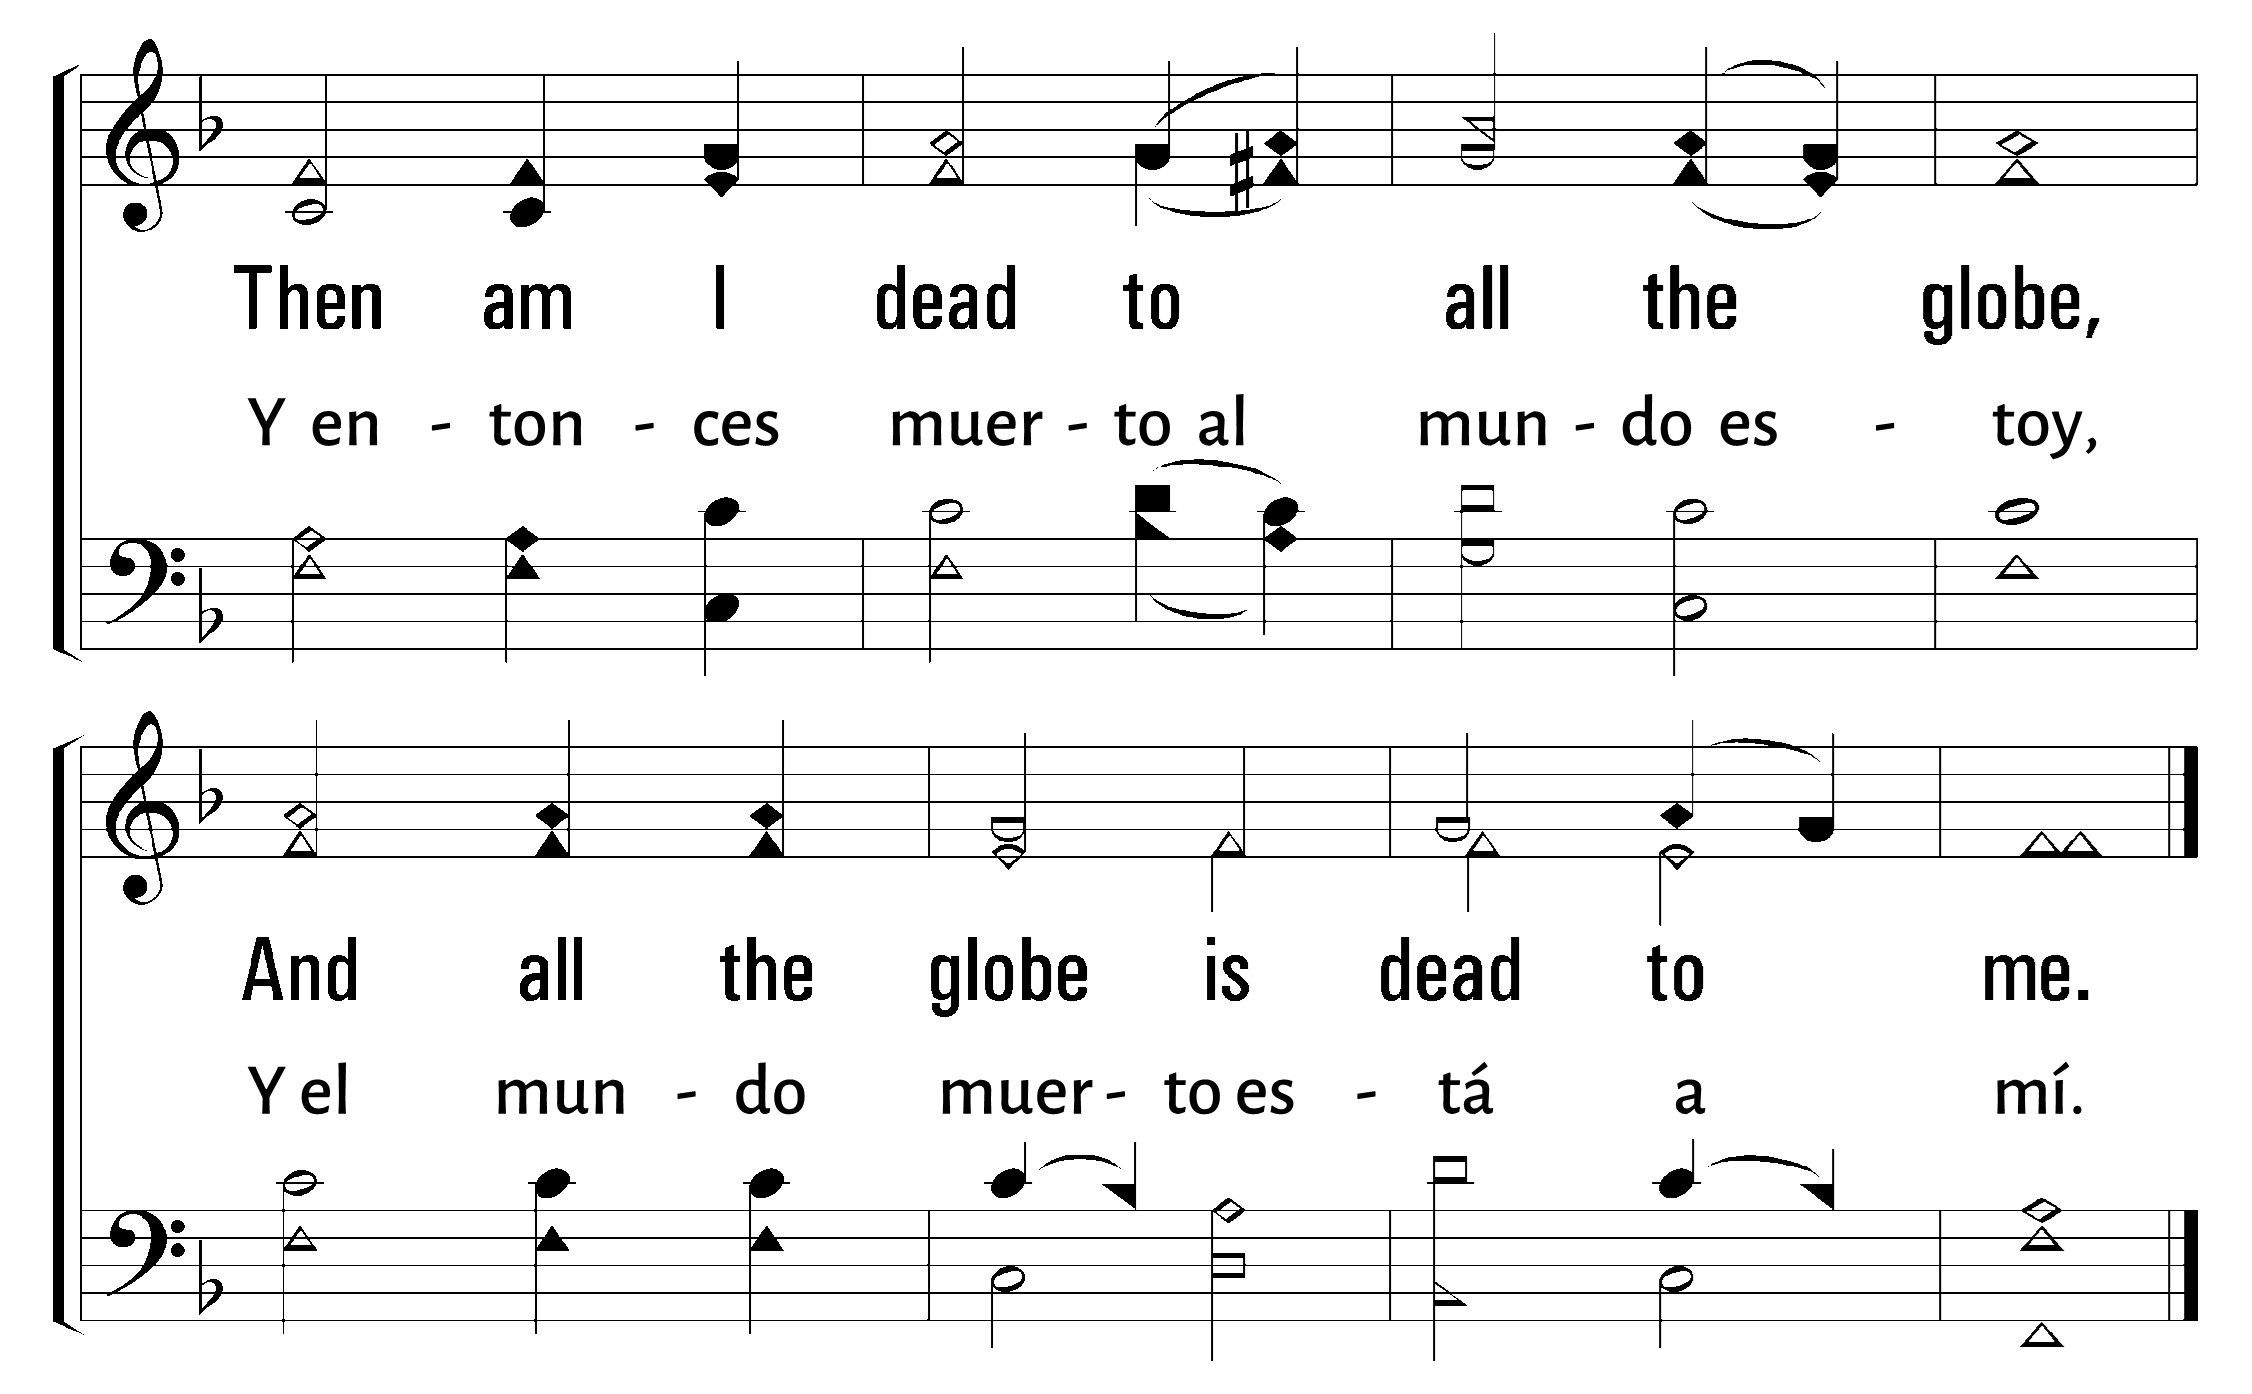 Then am I dead to all the globe,
Y en - ton - ces muer - to al mun - do es - toy,
And all the globe is dead to me.
Y el mun - do muer - to es - tá a mí.